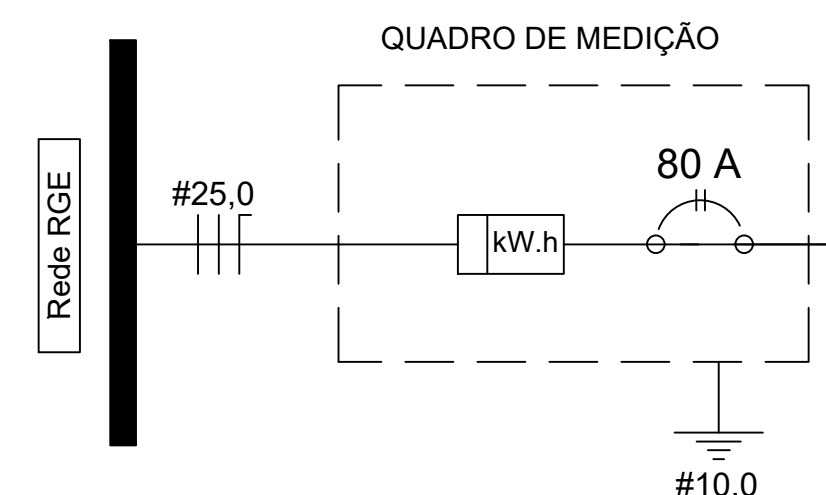 QUADRO DE MEDIÇÃO
Rede RGE
#25,0
80 A
kW.h
#10,0